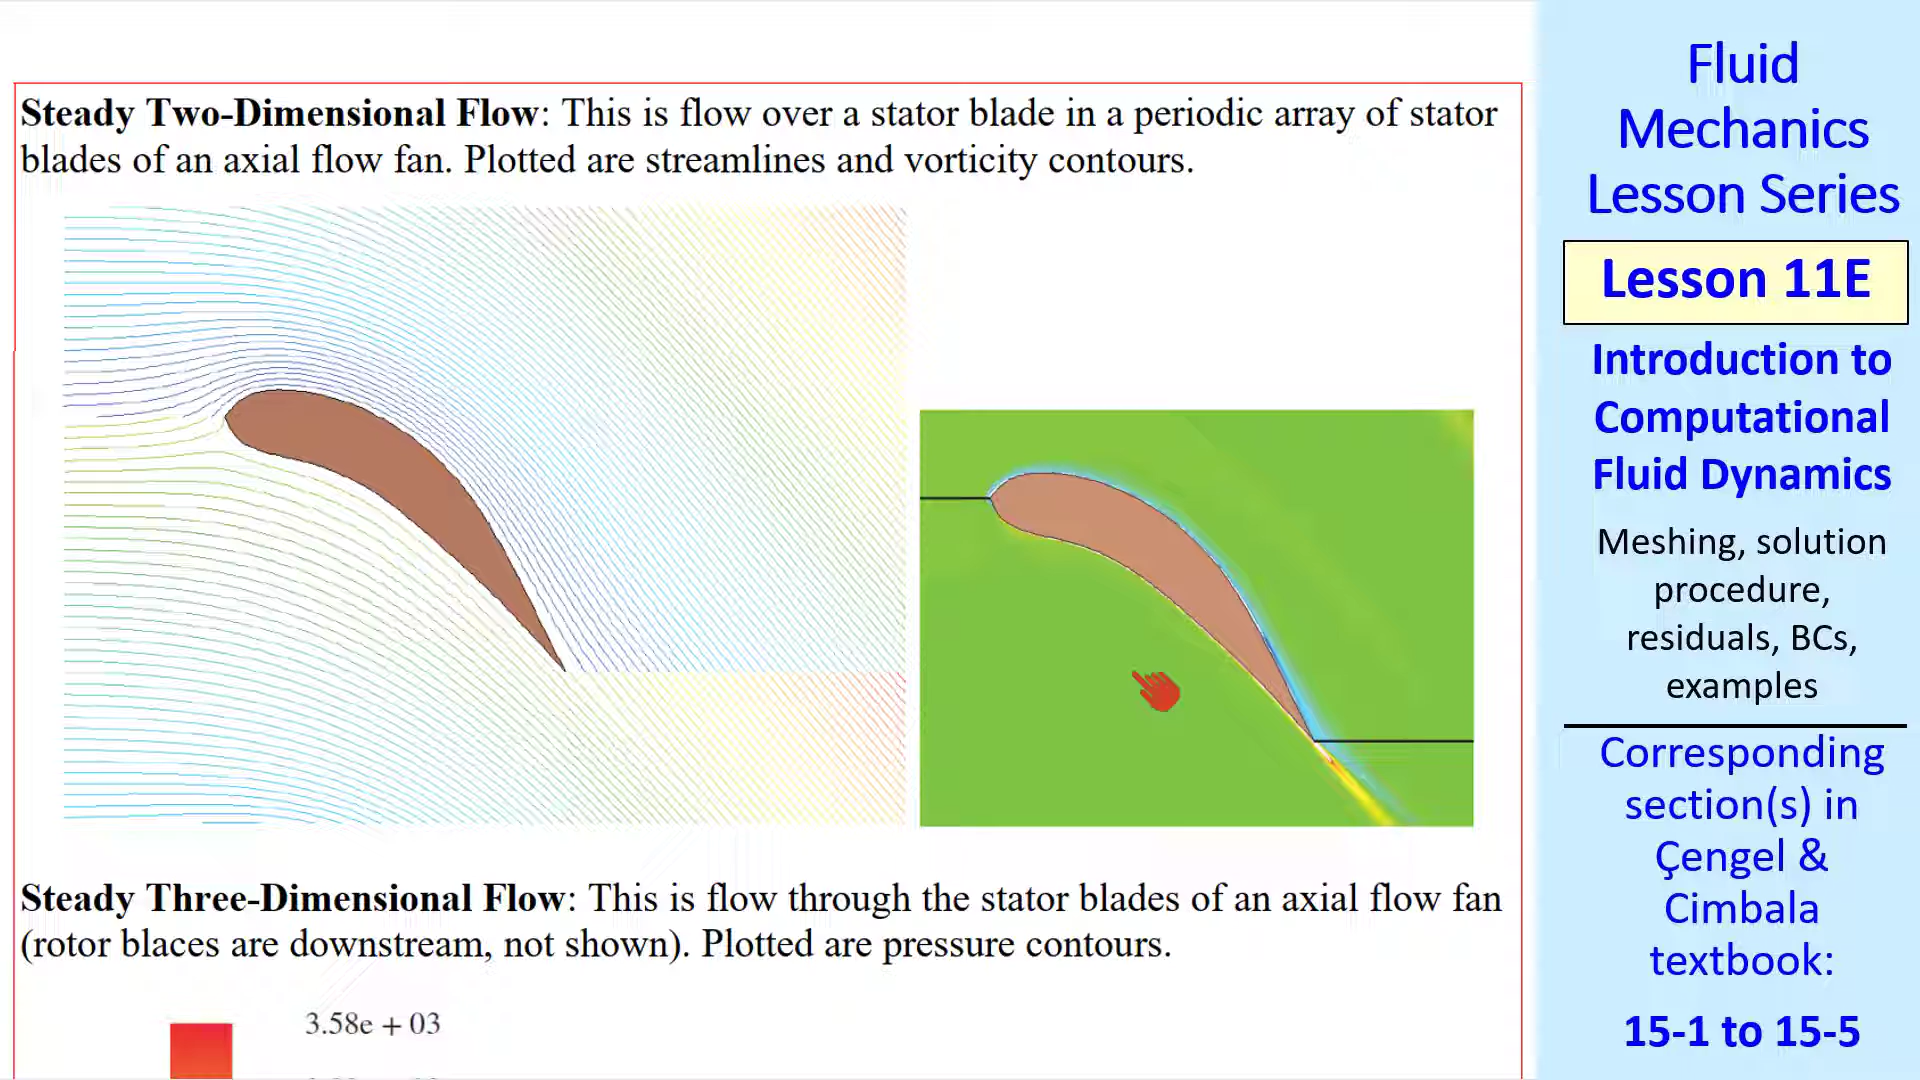 Steady Two-Dimensional Flow: This is flow over a stator blade in a periodic array of stator
blades of an axial flow fan. Plotted are streamlines and vorticity contours.
Steady Three-Dimensional Flow: This is flow through the stator blades of an axial flow fan
(rotor blaces are downstream, not shown). Plotted are pressure contours.
3.58e + 03
Fluid
Mechanics
Lesson Series
Lesson 11E
Introduction to
Computational
Fluid Dynamics
Meshing, solution
procedure,
residuals, BCs,
examples
Corresponding
section(s) in
Çengel &
Cimbala
textbook:
15-1 to 15-5